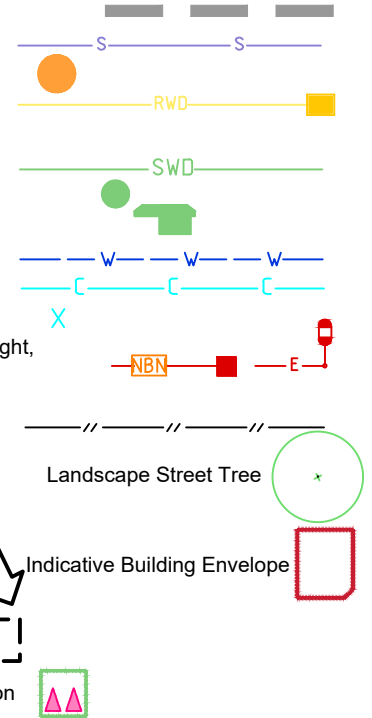 S S
RWD
SWD
W W W
C C C
X
ght,
NBN E
// // //
Landscape Street Tree
Indicative Building Envelope
on